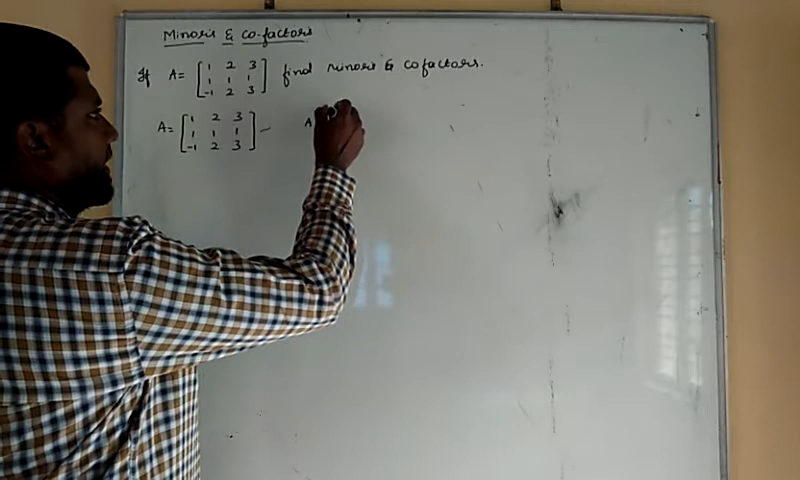 Minors & co-factors
If A= [1 2 3 find minors & cofactors.
1 1 1
-1 2 3]
A= [1 2 3 A
1 1 1
-1 2 3]